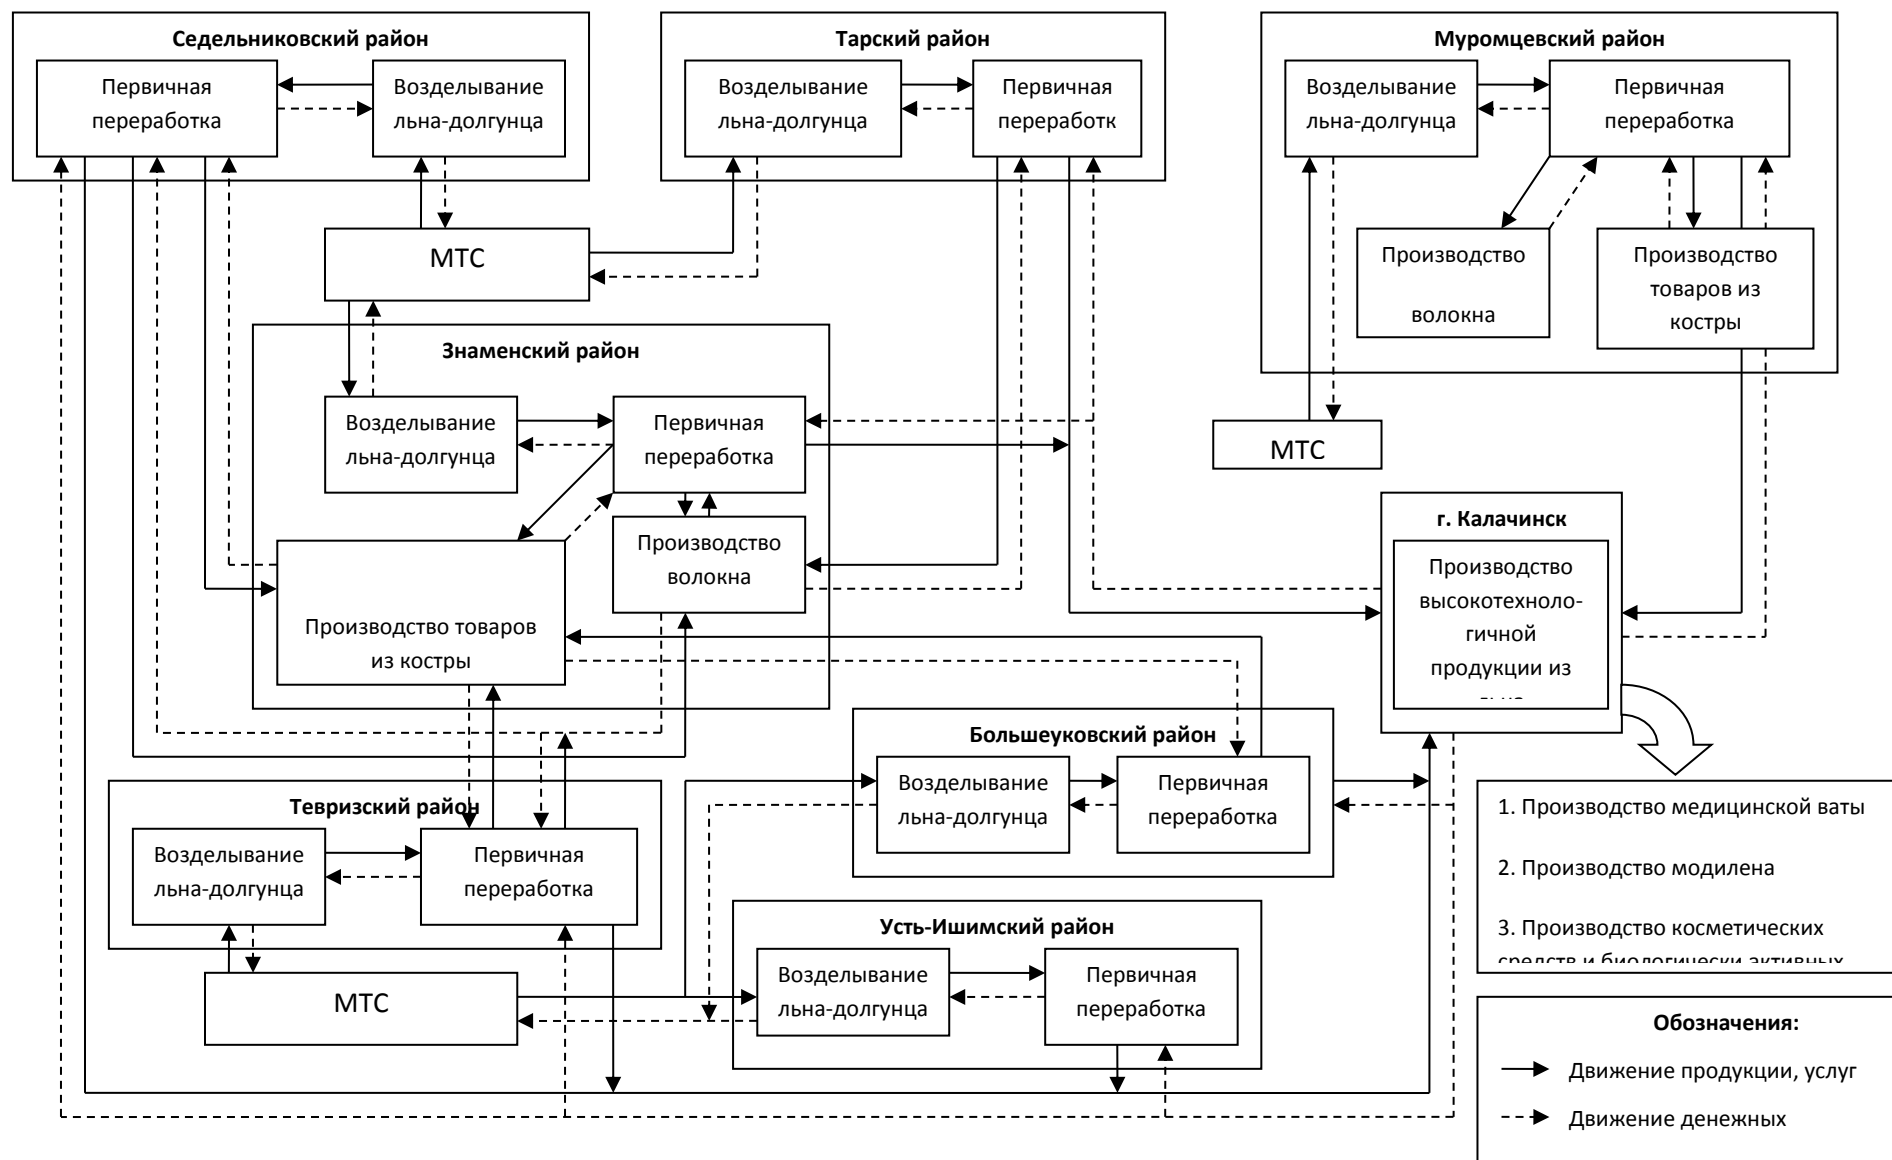 Седельниковский район
Первичная
переработка
Возделывание
льна-долгунца
Тарский район
Возделывание
льна-долгунца
Первичная
переработк
Муромцевский район
Возделывание
льна-долгунца
Первичная
переработка
Производство
волокна
Производство
товаров из
костры
МТС
МТС
Знаменский район
Возделывание
льна-долгунца
Первичная
переработка
Производство
волокна
Производство товаров
из костры
г. Калачинск
Производство
высокотехноло-
гичной
продукции из
Большеуковский район
Возделывание
льна-долгунца
Первичная
переработка
Тевризский район
Возделывание
льна-долгунца
Первичная
переработка
МТС
Усть-Ишимский район
Возделывание
льна-долгунца
Первичная
переработка
1. Производство медицинской ваты
2. Производство модилена
3. Производство косметических
средств и биологически активных
Обозначения:
Движение продукции, услуг
Движение денежных